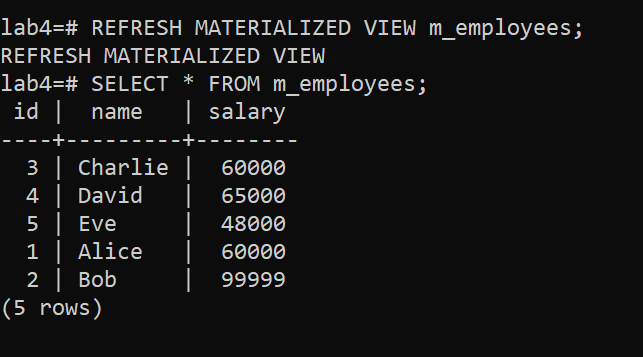 lab4=# REFRESH MATERIALIZED VIEW m_employees;
REFRESH MATERIALIZED VIEW
lab4=# SELECT * FROM m_employees;
 id |  name   | salary
----+---------+--------
  3 | Charlie |  60000
  4 | David   |  65000
  5 | Eve     |  48000
  1 | Alice   |  60000
  2 | Bob     |  99999
(5 rows)